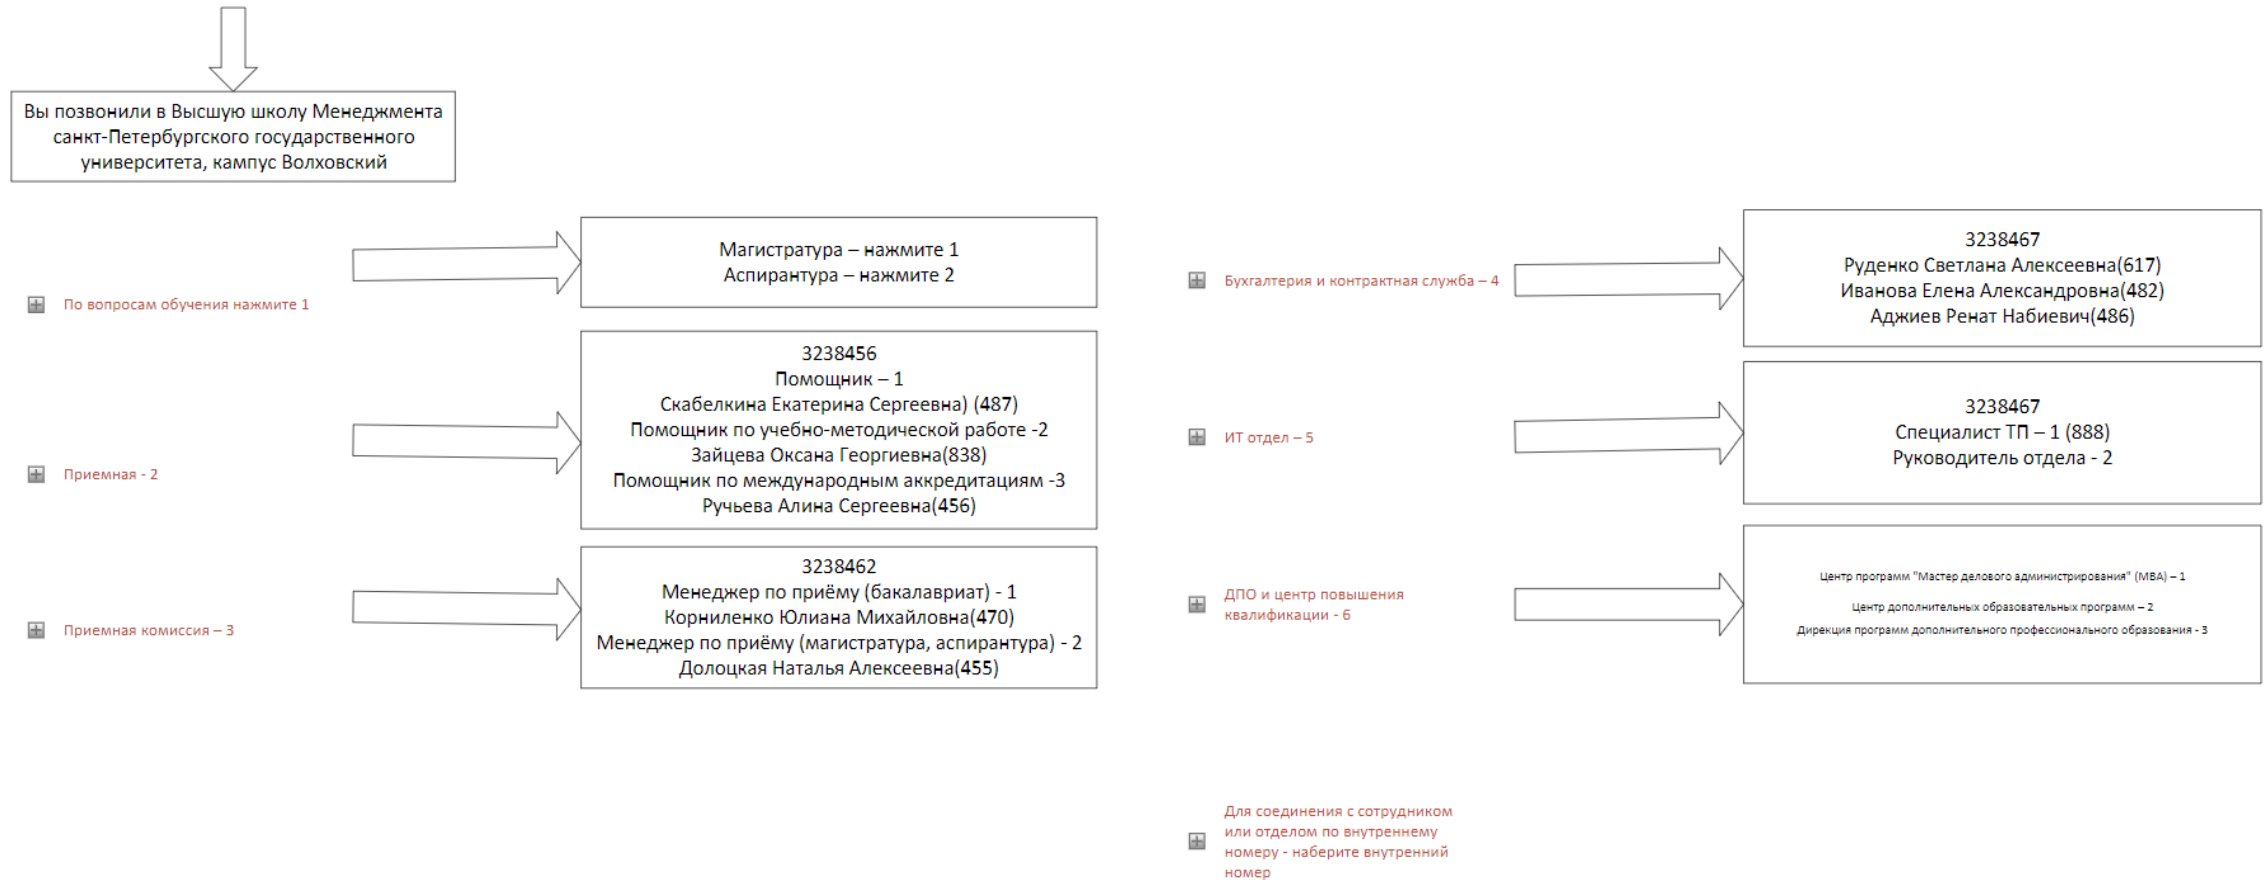 Вы позвонили в Высшую школу Менеджмента
санкт-Петербургского государственного
университета, кампус Волховский
По вопросам обучения нажмите 1
Магистратура – нажмите 1
Аспирантура – нажмите 2
Приемная - 2
3238456
Помощник – 1
Скабелкина Екатерина Сергеевна) (487)
Помощник по учебно-методической работе -2
Зайцева Оксана Георгиевна(838)
Помощник по международным аккредитациям -3
Ручьева Алина Сергеевна(456)
Приемная комиссия – 3
3238462
Менеджер по приёму (бакалавриат) - 1
Корниленко Юлиана Михайловна(470)
Менеджер по приёму (магистратура, аспирантура) - 2
Долоцкая Наталья Алексеевна(455)
Бухгалтерия и контрактная служба – 4
3238467
Руденко Светлана Алексеевна(617)
Иванова Елена Александровна(482)
Аджиев Ренат Набиевич(486)
ИТ отдел – 5
3238467
Специалист ТП – 1 (888)
Руководитель отдела - 2
ДПО и центр повышения
квалификации - 6
Центр программ "Мастер делового администрирования" (МВА) – 1
Центр дополнительных образовательных программ – 2
Дирекция программ дополнительного профессионального образования - 3
Для соединения с сотрудником
или отделом по внутреннему
номеру - наберите внутренний
номер